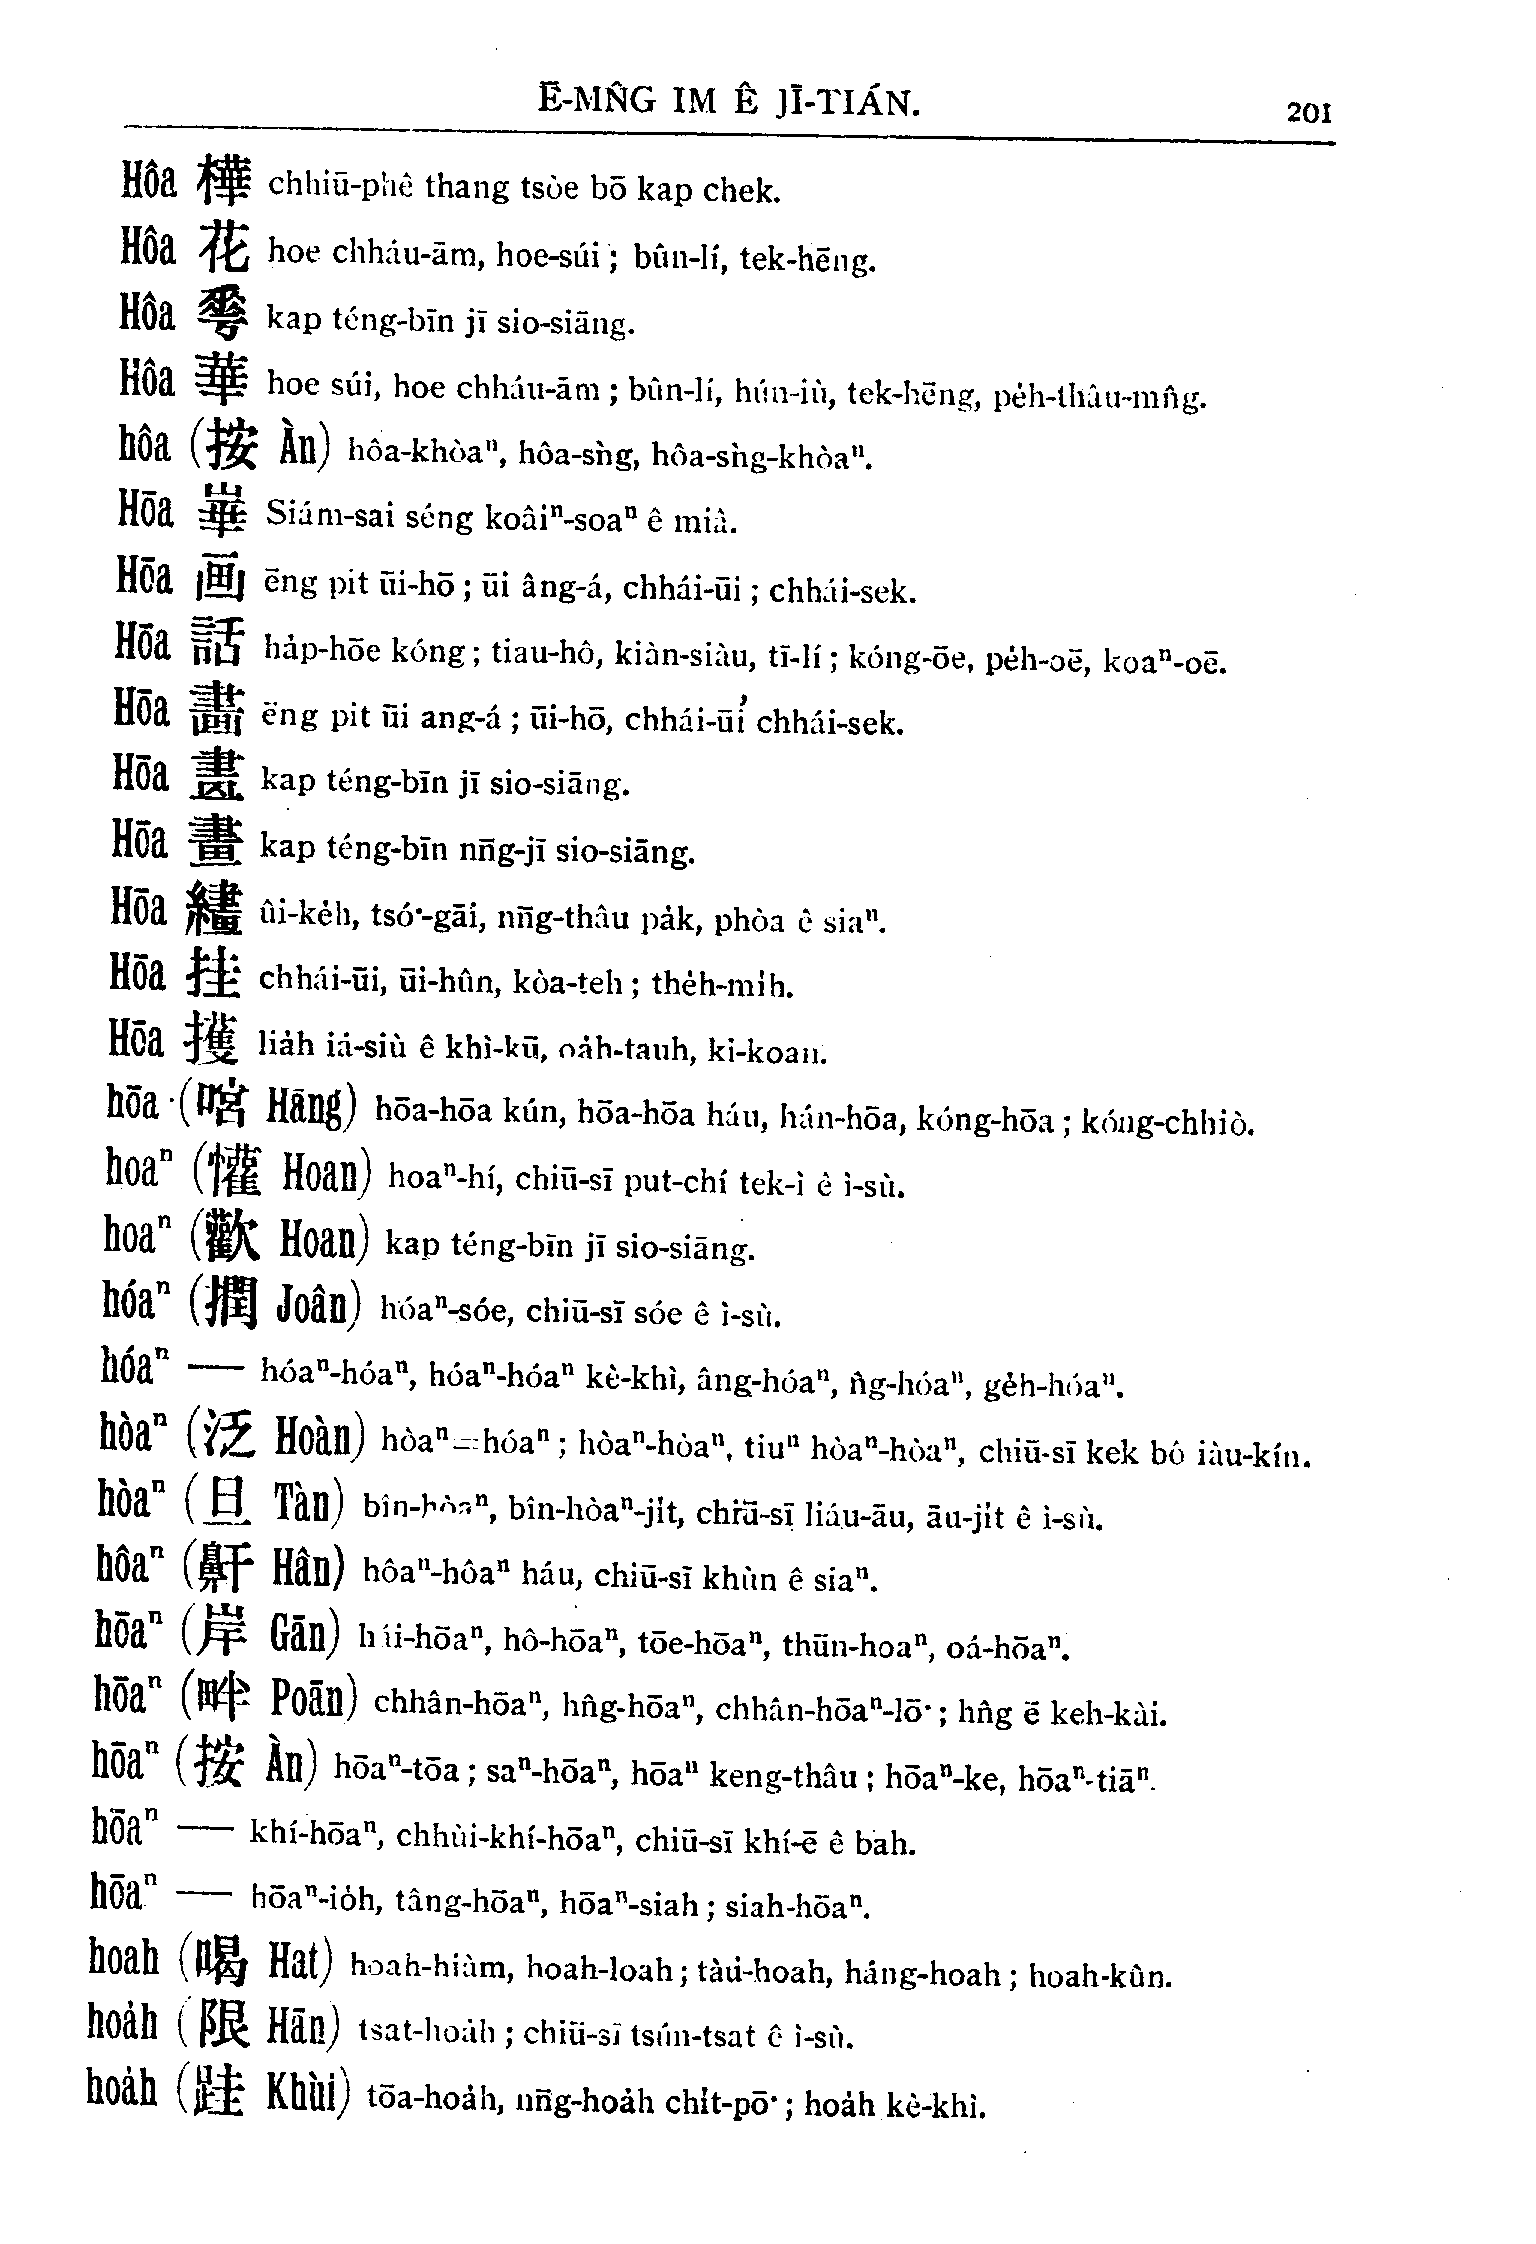 Ē-MN̂G IM Ê JĪ-TIÁN. 201
Hôa 樺 chhiū-phê thang tsòe bō kap chek.
Hôa 花 hoe chháu-ām, hoe-súi ; bûn-lí, tek-hēng.
Hôa 荂 kap téng-bīn jī sio-siāng.
Hôa 華 hoe súi, hoe chháu-ām ; bûn-lí, hún-iù, tek-hēng, pe̍h-thâu-mn̂g.
hôa (按 Àn) hôa-khòaⁿ, hôa-sǹg, hôa-sǹg-khòaⁿ.
Hōa 崋 Siám-sai séng koâiⁿ-soaⁿ ê miâ.
Hōa 画 ēng pit ūi-hō ; ūi âng-á, chhái-ūi ; chhái-sek.
Hōa 話 ha̍p-hōe kóng ; tiau-hô, kiàn-siàu, tī-lí ; kóng-ōe, pe̍h-oē, koaⁿ-oē.
Hōa 畵 ēng pit ūi ang-á ; ūi-hō, chhái-ūi chhái-sek.
Hōa 畫 kap téng-bīn jī sio-siāng.
Hōa 畫 kap téng-bīn nn̄g-jī sio-siāng.
Hōa 繣 ûi-ke̍h, tsó͘-gāi, nn̄g-thâu pa̍k, phòa ê siaⁿ.
Hōa 挂 chhái-ūi, ūi-hûn, kòa-teh ; the̍h-mi̍h.
Hōa 擭 lia̍h iá-siù ê khì-kū, oa̍h-tauh, ki-koan.
hōa (㗾 Hāng) hōa-hōa kún, hōa-hōa háu, hán-hōa, kóng-hōa ; kóng-chhiò.
hoaⁿ (懽 Hoan) hoaⁿ-hí, chiū-sī put-chí tek-ì ê ì-sù.
hoaⁿ (歡 Hoan) kap téng-bīn jī sio-siāng.
hóaⁿ (撋 Joân) hóaⁿ-sóe, chiū-sī sóe ê ì-sù.
hóaⁿ — hóaⁿ-hóaⁿ, hóaⁿ-hóaⁿ kè-khì, âng-hóaⁿ, n̂g-hóaⁿ, ge̍h-hóaⁿ.
hòaⁿ (泛 Hoàn) hòaⁿ=hóaⁿ ; hòaⁿ-hòaⁿ, tiuⁿ hòaⁿ-hòaⁿ, chiū-sī kek bô iàu-kín.
hòaⁿ (旦 Tàn) bîn-hòaⁿ, bîn-hòaⁿ-ji̍t, chiū-sī liáu-āu, āu-ji̍t ê ì-sù.
hôaⁿ (鼾 Hân) hôaⁿ-hôaⁿ háu, chiū-sī khùn ê siaⁿ.
hōaⁿ (岸 Gān) hái-hōaⁿ, hô-hōaⁿ, tōe-hōaⁿ, thūn-hoaⁿ, oá-hōaⁿ.
hōaⁿ (畔 Poān) chhân-hōaⁿ, hn̂g-hōaⁿ, chhân-hōaⁿ-lō͘ ; hn̂g ē keh-kài.
hōaⁿ (按 Àn) hōaⁿ-tōa ; saⁿ-hōaⁿ, hōaⁿ keng-thâu ; hōaⁿ-ke, hōaⁿ-tiāⁿ.
hōaⁿ — khí-hōaⁿ, chhùi-khí-hōaⁿ, chiū-sī khí-ē ê bah.
hōaⁿ — hōaⁿ-io̍h, tâng-hōaⁿ, hōaⁿ-siah ; siah-hōaⁿ.
hoah (喝 Hat) hoah-hiàm, hoah-loah ; tàu-hoah, háng-hoah ; hoah-kûn.
hoa̍h (限 Hān) tsat-hoa̍h ; chiū-sī tsún-tsat ê ì-sù.
hoa̍h (跬 Khùi) tōa-hoa̍h, nn̄g-hoa̍h chi̍t-pō͘ ; hoa̍h kè-khì.